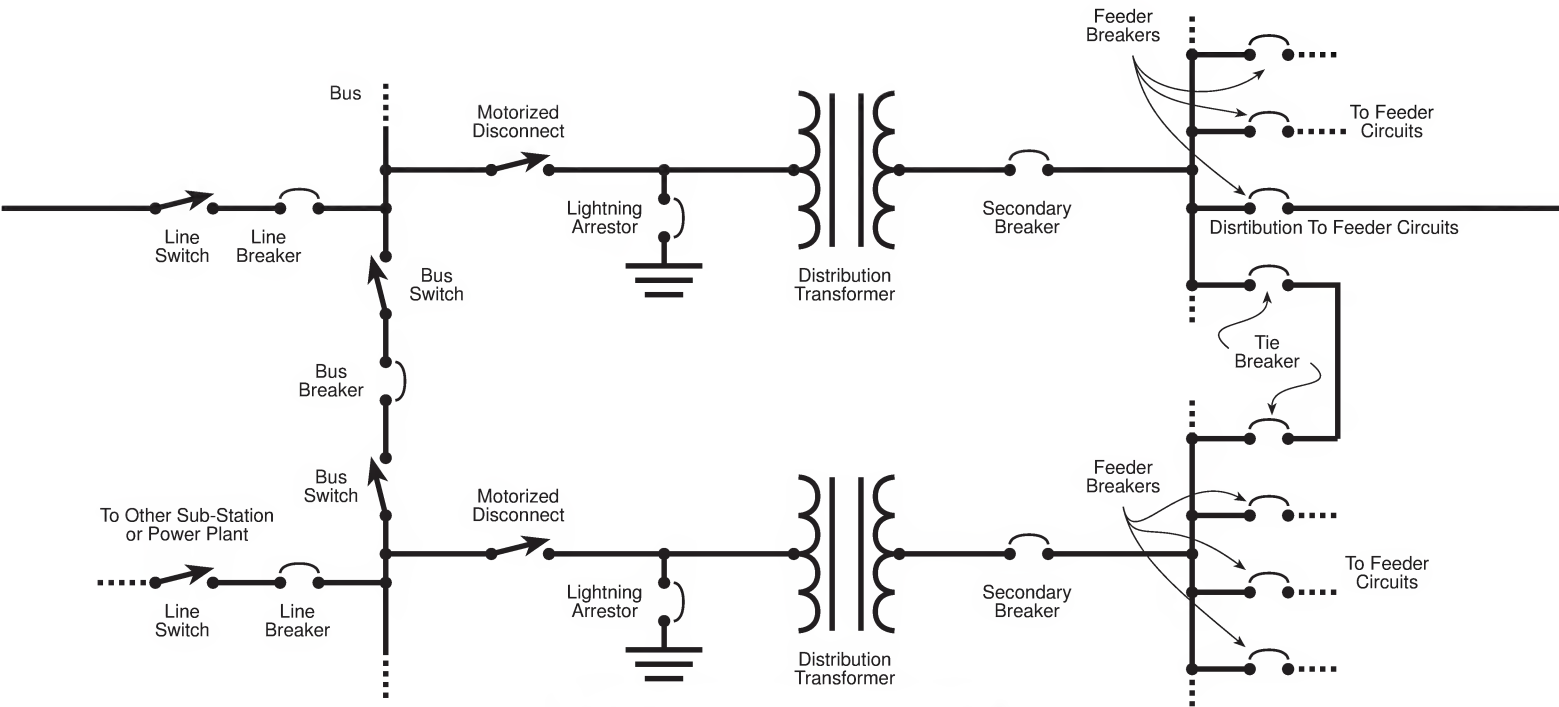 Feeder
Breakers
Bus
Motorized
Disconnect
To Feeder
Circuits
Line
Switch
Line
Breaker
Lightning
Arrestor
Secondary
Breaker
Disrtibution To Feeder Circuits
Bus
Switch
Distribution
Transformer
Tie
Breaker
Bus
Breaker
Bus
Switch
Motorized
Disconnect
Feeder
Breakers
To Other Sub-Station
or Power Plant
To Feeder
Circuits
Line
Switch
Line
Breaker
Lightning
Arrestor
Secondary
Breaker
Distribution
Transformer